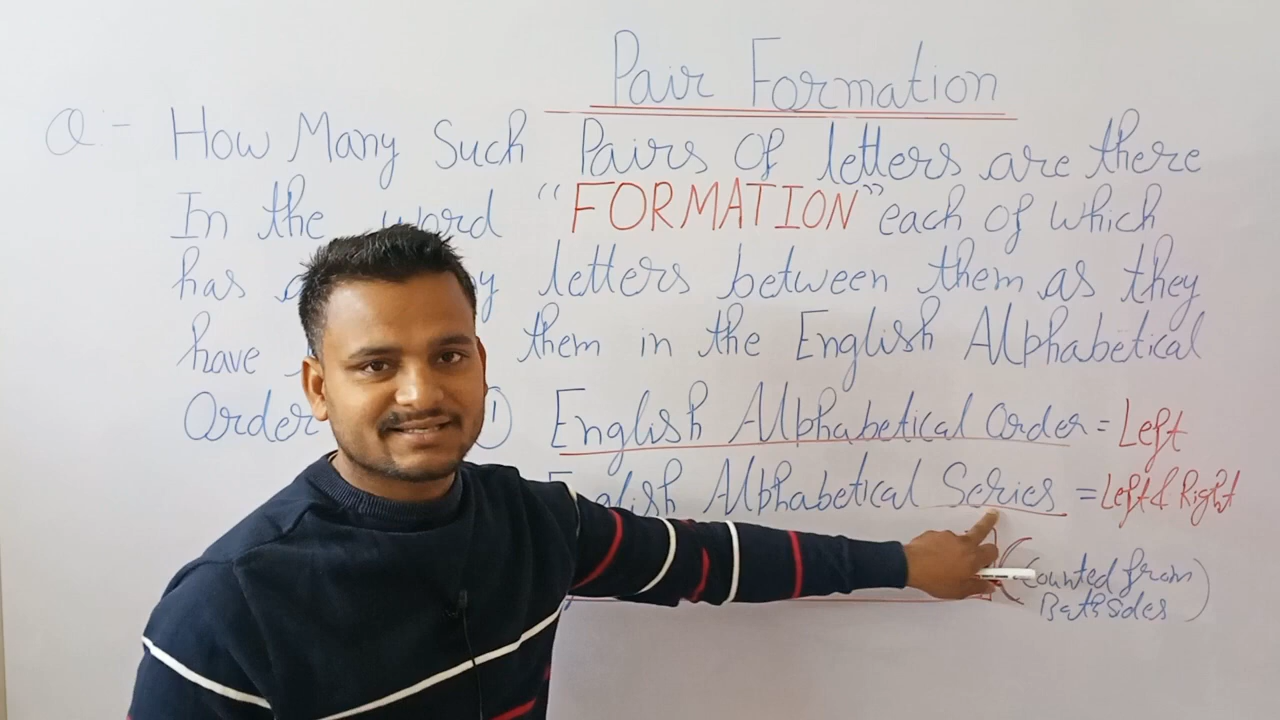 Pair Formation
Q:- How Many Such Pairs Of letters are there
In the word "FORMATION" each of which
has letters between them as they
have them in the English Alphabetical
Order
1 English Alphabetical Order = Left
English Alphabetical Series = Left & Right
(Counted from
Both Sides)